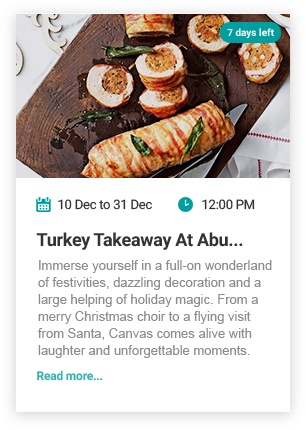 7 days left
10 Dec to 31 Dec
12:00 PM
Turkey Takeaway At Abu...
Immerse yourself in a full-on wonderland
of festivities, dazzling decoration and a
large helping of holiday magic. From a
merry Christmas choir to a flying visit
from Santa, Canvas comes alive with
laughter and unforgettable moments.
Read more...